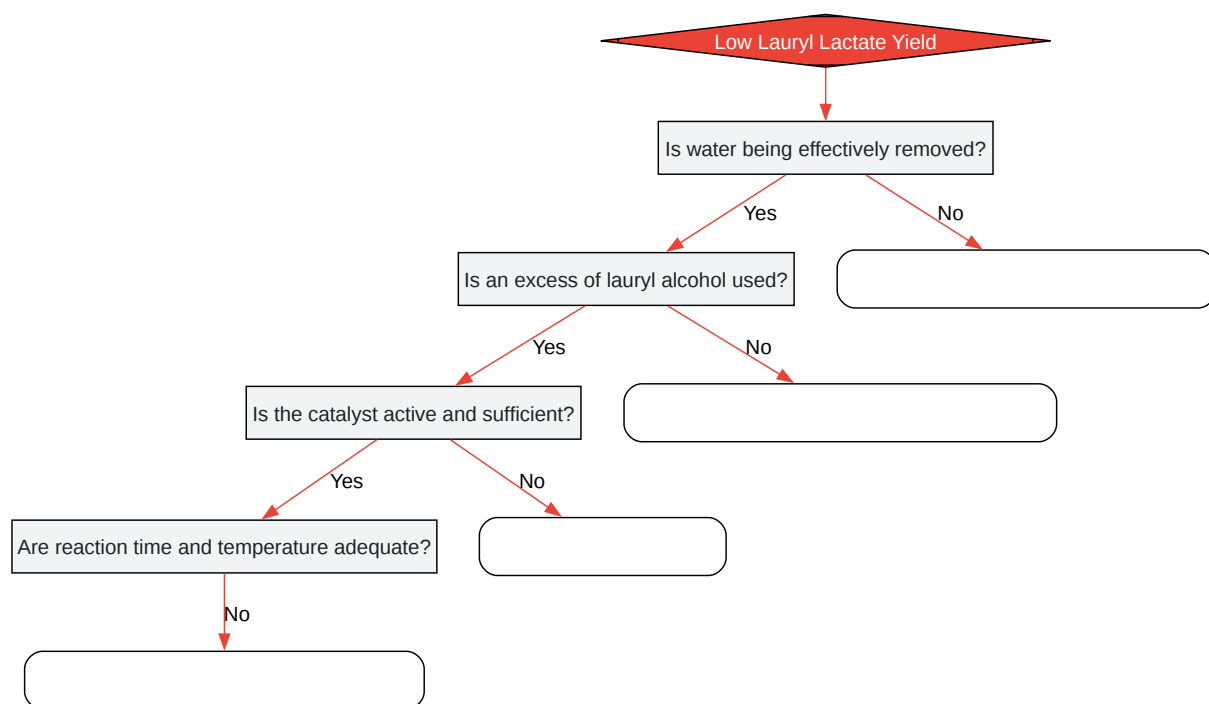 Low Lauryl Lactate Yield
Is water being effectively removed?
Yes
No
Is an excess of lauryl alcohol used?
Yes
No
Is the catalyst active and sufficient?
Yes
No
Are reaction time and temperature adequate?
No